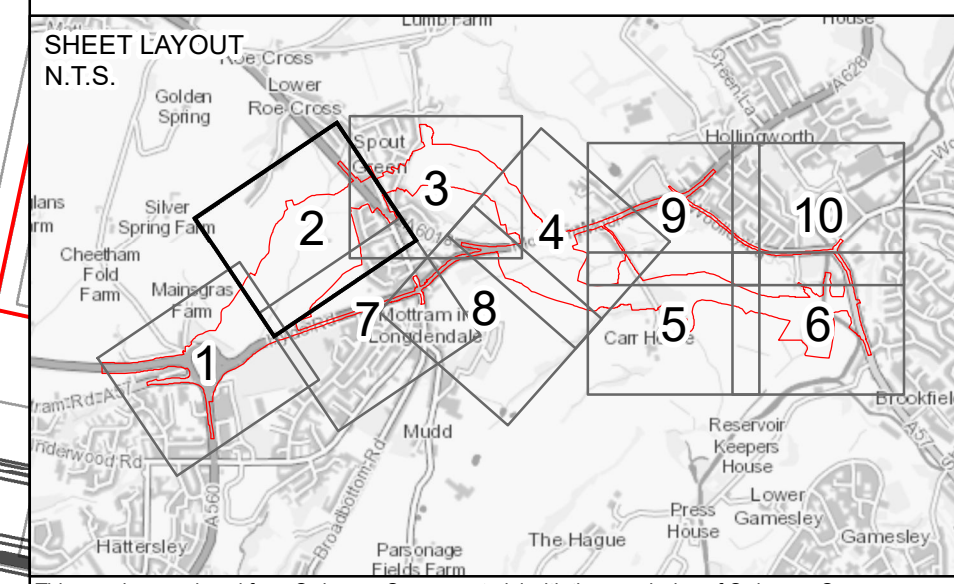 Lumb Farm
House
SHEET LAYOUT
N.T.S.
Roe Cross
Lower
Roe Cross
Golden
Spring
Green La
A628
Hollingworth
Spout
Green
3
Silver
Spring Farm
2
4
9
10
Cheetham
Fold
Farm
Mainsgras
Farm
7
8
5
6
Mottram in
Longdendale
Carr House
1
Brookfiel
A57
Underwood Rd
Mudd
Reservoir
Keepers
House
Broadbottom Rd
A560
Lower
Gamesley
Press
House
Hattersley
The Hague
Gamesley
Parsonage
Fields Farm